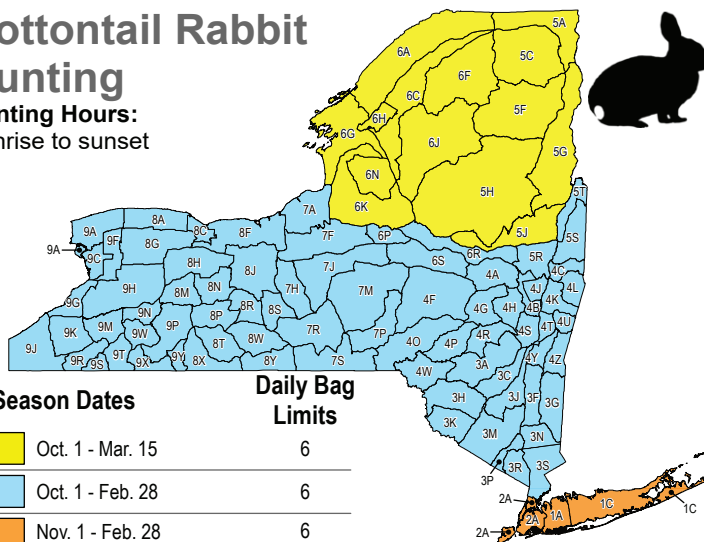 ottontail Rabbit
unting
nting Hours:
nrise to sunset
5A
6A
5C
6F
6C
5F
6H
6G
6J
5G
6N
5H
5T
6K
7A
5J
5S
8A
9A
8C
8F
7F
6P
9F
8G
9A
6R
5R
9C
6S
8H
7J
4C
8J
4A
9H
8N
7H
7M
4J
4L
8M
4F
4K
9G
8R
4B
9N
8S
4G
4H
8P
9M
9P
4U
9K
9W
7R
7P
4R
4S
4T
8T
8W
4O
4P
9J
9T
9Y
4Y
4Z
9R
9S
9X
8X
8Y
7S
4W
3A
3C
3H
3J
3F
3G
3K
3M
3N
3R
3S
3P
2A
1C
1A
2A
1C
2A
Season Dates
Daily Bag
Limits
Oct. 1 - Mar. 15
6
Oct. 1 - Feb. 28
6
Nov. 1 - Feb. 28
6